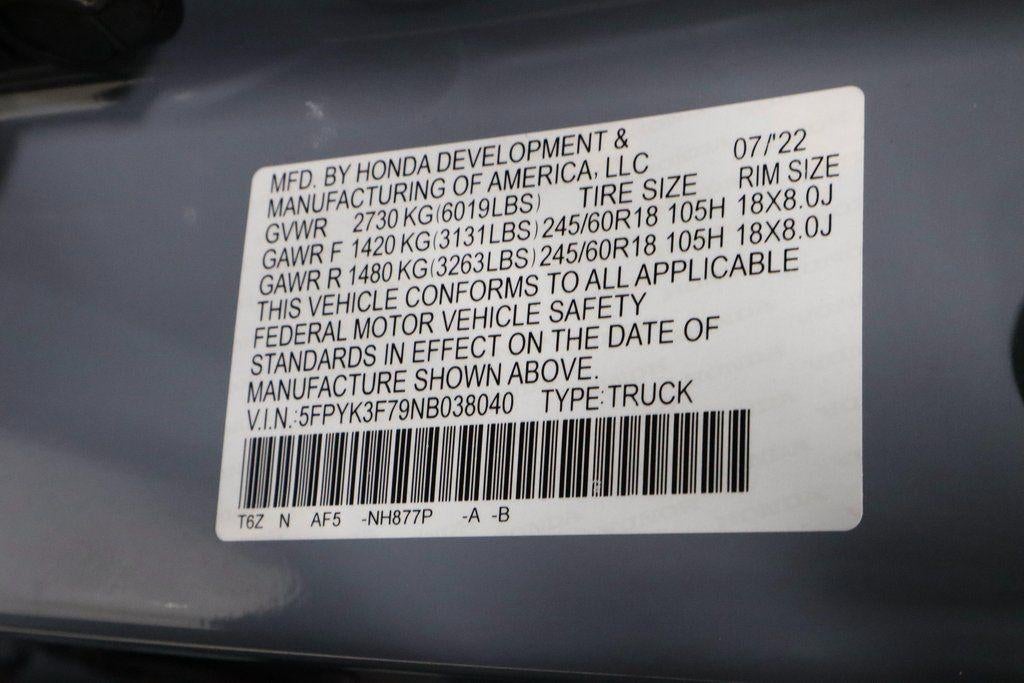 MFD. BY HONDA DEVELOPMENT & 07/'22
MANUFACTURING OF AMERICA, LLC
GVWR 2730 KG(6019LBS) TIRE SIZE RIM SIZE
GAWR F 1420 KG(3131LBS) 245/60R18 105H 18X8.0J
GAWR R 1480 KG(3263LBS) 245/60R18 105H 18X8.0J
THIS VEHICLE CONFORMS TO ALL APPLICABLE
FEDERAL MOTOR VEHICLE SAFETY
STANDARDS IN EFFECT ON THE DATE OF
MANUFACTURE SHOWN ABOVE.
V.I.N.:5FPYK3F79NB038040 TYPE:TRUCK
T6Z N AF5 -NH877P -A -B